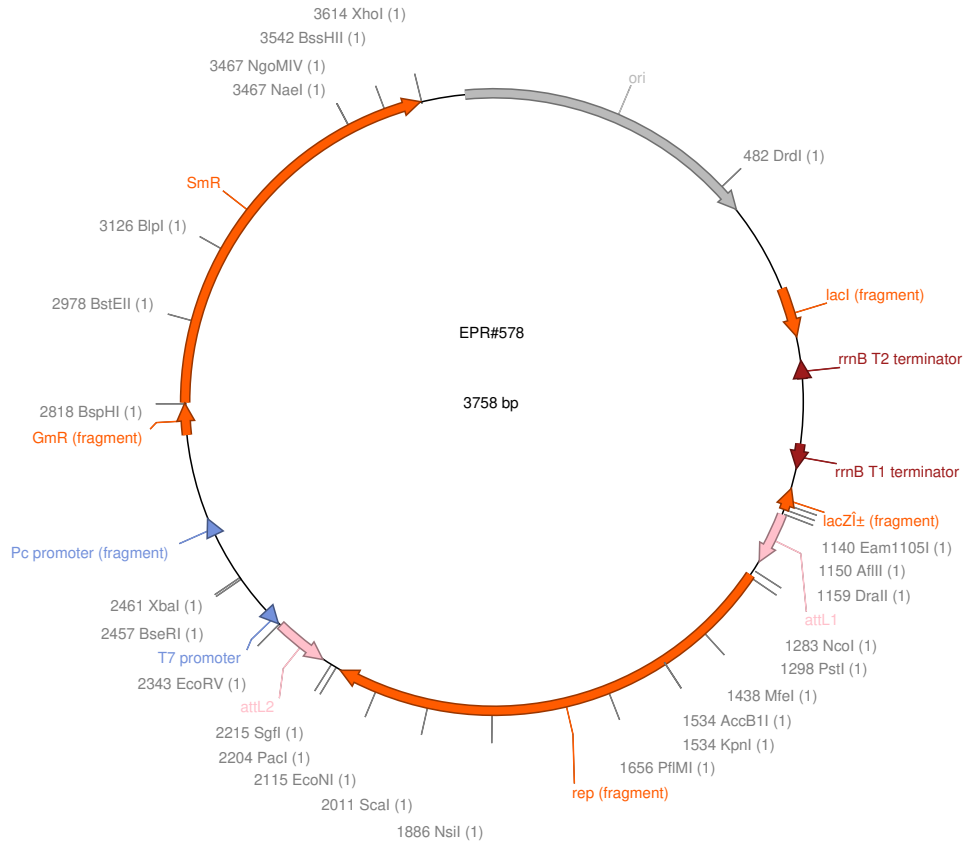 3614 XhoI (1)
3542 BssHII (1)
3467 NgoMIV (1)
3467 NaeI (1)
ori
482 DrdI (1)
SmR
3126 BlpI (1)
2978 BstEII (1)
lacI (fragment)
EPR#578
rrnB T2 terminator
3758 bp
2818 BspHI (1)
GmR (fragment)
rrnB T1 terminator
lacZÎ± (fragment)
Pc promoter (fragment)
1140 Eam1105I (1)
1150 AflII (1)
1159 DraII (1)
attL1
2461 XbaI (1)
2457 BseRI (1)
T7 promoter
1283 NcoI (1)
1298 PstI (1)
2343 EcoRV (1)
attL2
1438 MfeI (1)
2215 SgfI (1)
1534 AccB1I (1)
2204 PacI (1)
1534 KpnI (1)
2115 EcoNI (1)
1656 PflMI (1)
rep (fragment)
2011 ScaI (1)
1886 NsiI (1)